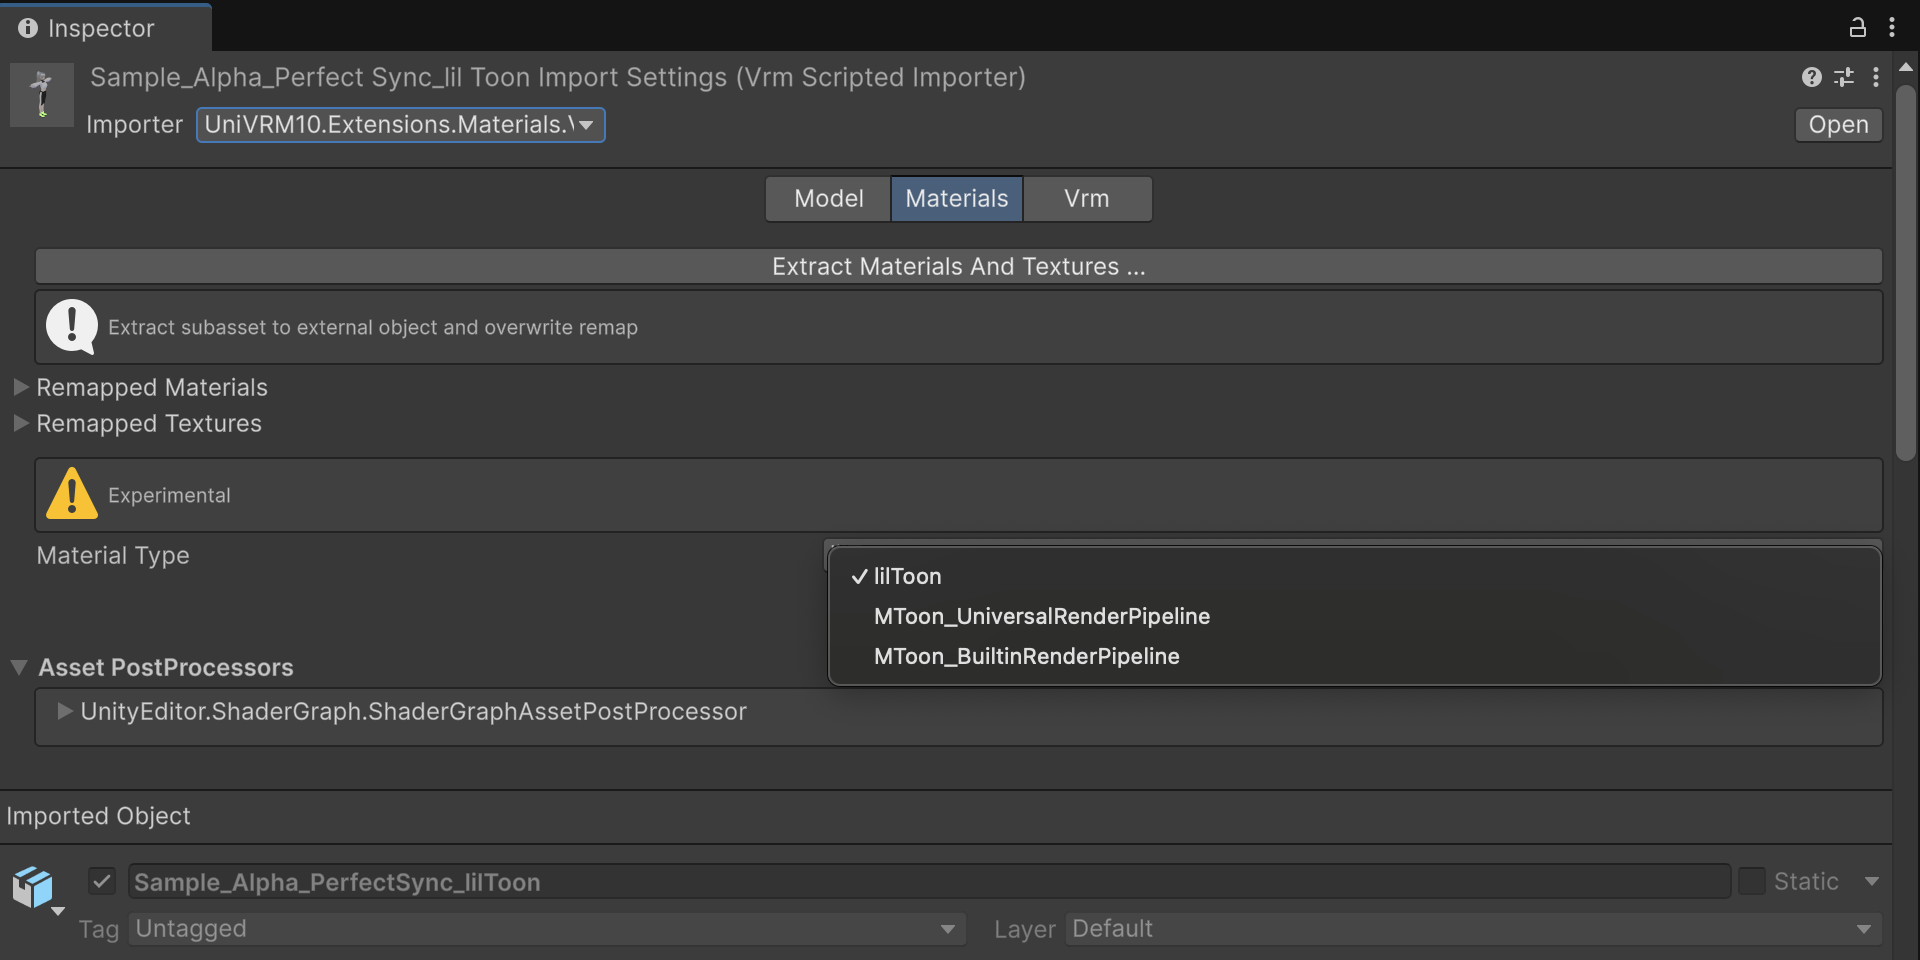 Inspector
Sample_Alpha_Perfect Sync_lil Toon Import Settings (Vrm Scripted Importer)
Importer UniVRM10.Extensions.Materials. Open
Model Materials Vrm
Extract Materials And Textures ...
Extract subasset to external object and overwrite remap
Remapped Materials
Remapped Textures
Experimental
Material Type
lilToon
MToon_UniversalRenderPipeline
MToon_BuiltinRenderPipeline
Asset PostProcessors
UnityEditor.ShaderGraph.ShaderGraphAssetPostProcessor
Imported Object
Sample_Alpha_PerfectSync_lilToon Static
Tag Untagged Layer Default